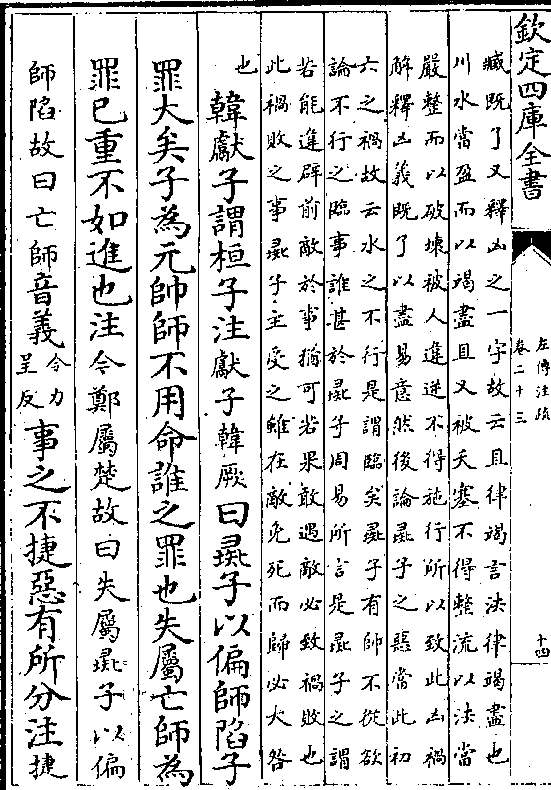 欽定四庫全書
左傳注疏
卷二十三
十四
臧既了又釋凶之一字故云且律竭言法律竭盡也
川水當盈而以竭盡且又被夭塞不得整流以法當
嚴整而以破壊被人違逆不得施行所以致此凶禍
解釋凶義既了以盡易意然後論彘子之惡當此初
六之禍故云水之不行是謂臨矣彘子有帥不從欲
論不行之臨事誰甚於彘子周易所言是彘子之謂
若能進辟前敵於事猶可若果敢遇敵必致禍敗也
此禍敗之事彘子主受之雖在敵免死而歸必大咎
也
韓獻子謂桓子注獻子韓厥曰彘子以偏師陷子
罪大矣子為元帥師不用命誰之罪也失屬亡師為
罪已重不如進也注令鄭屬楚故曰失屬彘子以偏
師陷故曰亡師音義令力
呈反
事之不捷惡有所分注捷